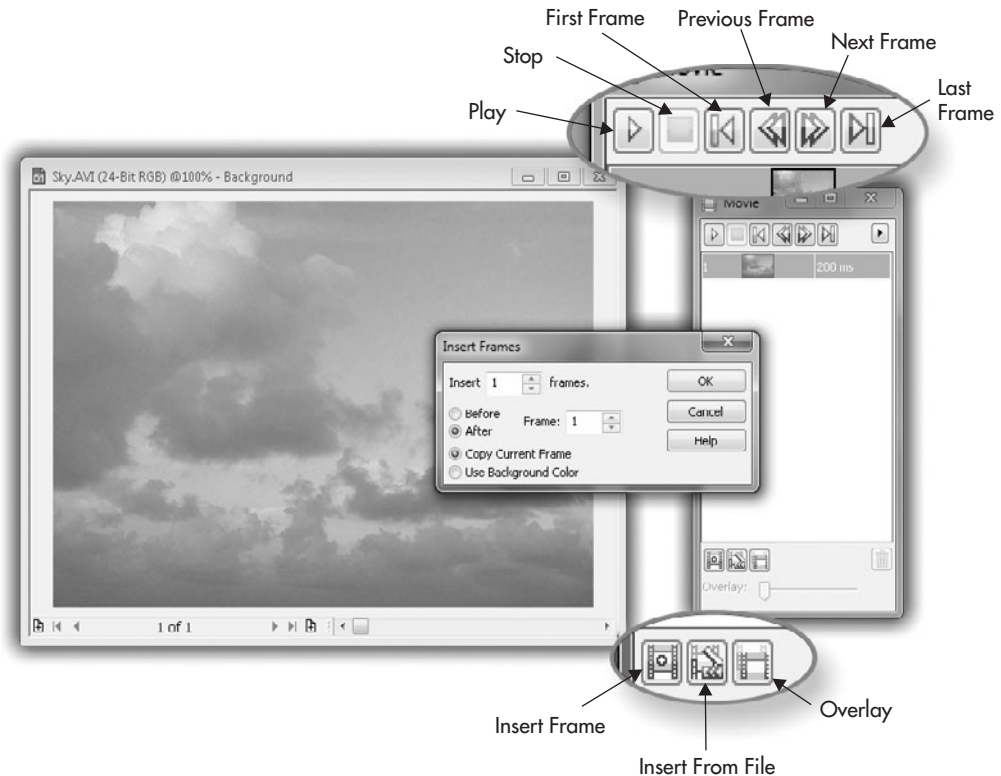 First Frame
Previous Frame
Stop
Next Frame
Play
Last
Frame
Sky.AVI (24-Bit RGB) @100% - Background
Movie
1
200 ms
Insert Frames
Insert 1 frames.
OK
Before
Frame: 1
Cancel
After
Help
Copy Current Frame
Use Background Color
Overlay:
1 of 1
Insert Frame
Overlay
Insert From File